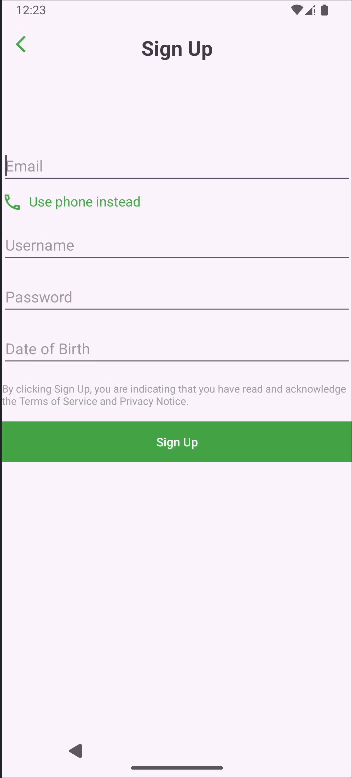 12:23
Sign Up
Email
Use phone instead
Username
Password
Date of Birth
By clicking Sign Up, you are indicating that you have read and acknowledge
the Terms of Service and Privacy Notice.
Sign Up